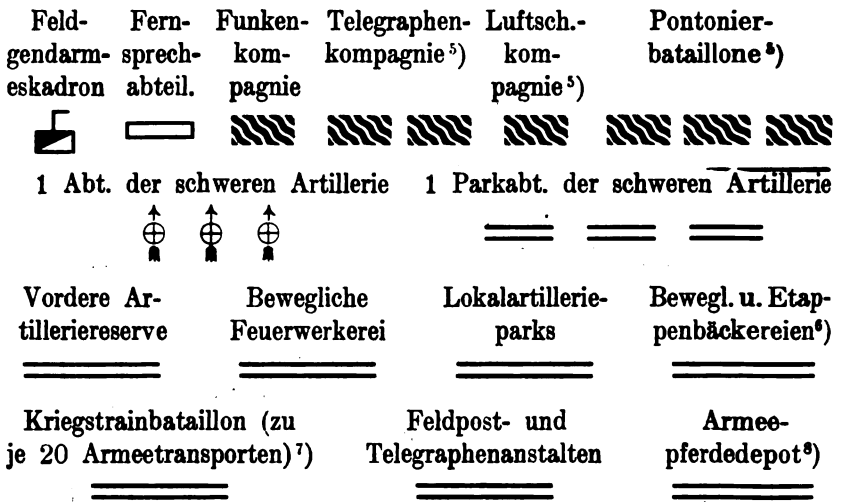 Feld- Fern- Funken- Telegraphen- Luftsch.- Pontonier-
gendarm- sprech- kom- kompagnie⁵) kom- bataillone⁵)
eskadron abteil. pagnie pagnie⁵)
1 Abt. der schweren Artillerie 1 Parkabt. der schweren Artillerie
Vordere Ar- Bewegliche Lokalartillerie- Bewegl. u. Etap-
tilleriereserve Feuerwerkerei parks penbäckereien⁶)
Kriegstrainbataillon (zu Feldpost- und Armee-
je 20 Armeetransporten)⁷) Telegraphenanstalten pferdedepot⁸)